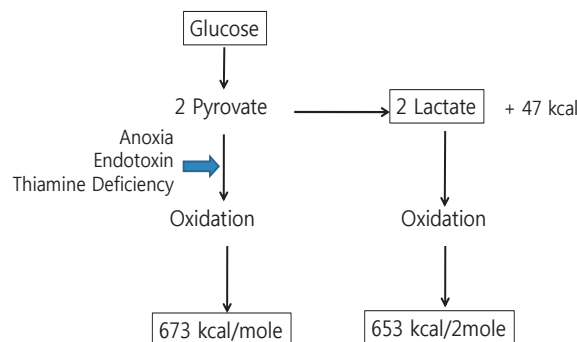 Glucose
2 Pyrovate
2 Lactate + 47 kcal
Anoxia
Endotoxin
Thiamine Deficiency
Oxidation
Oxidation
673 kcal/mole
653 kcal/2mole